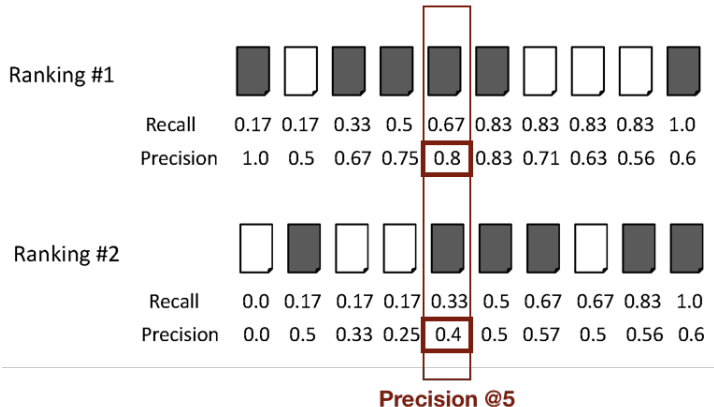 Ranking #1
Recall 0.17 0.17 0.33 0.5 0.67 0.83 0.83 0.83 0.83 1.0
Precision 1.0 0.5 0.67 0.75 0.8 0.83 0.71 0.63 0.56 0.6
Ranking #2
Recall 0.0 0.17 0.17 0.17 0.33 0.5 0.67 0.67 0.83 1.0
Precision 0.0 0.5 0.33 0.25 0.4 0.5 0.57 0.5 0.56 0.6
Precision @5